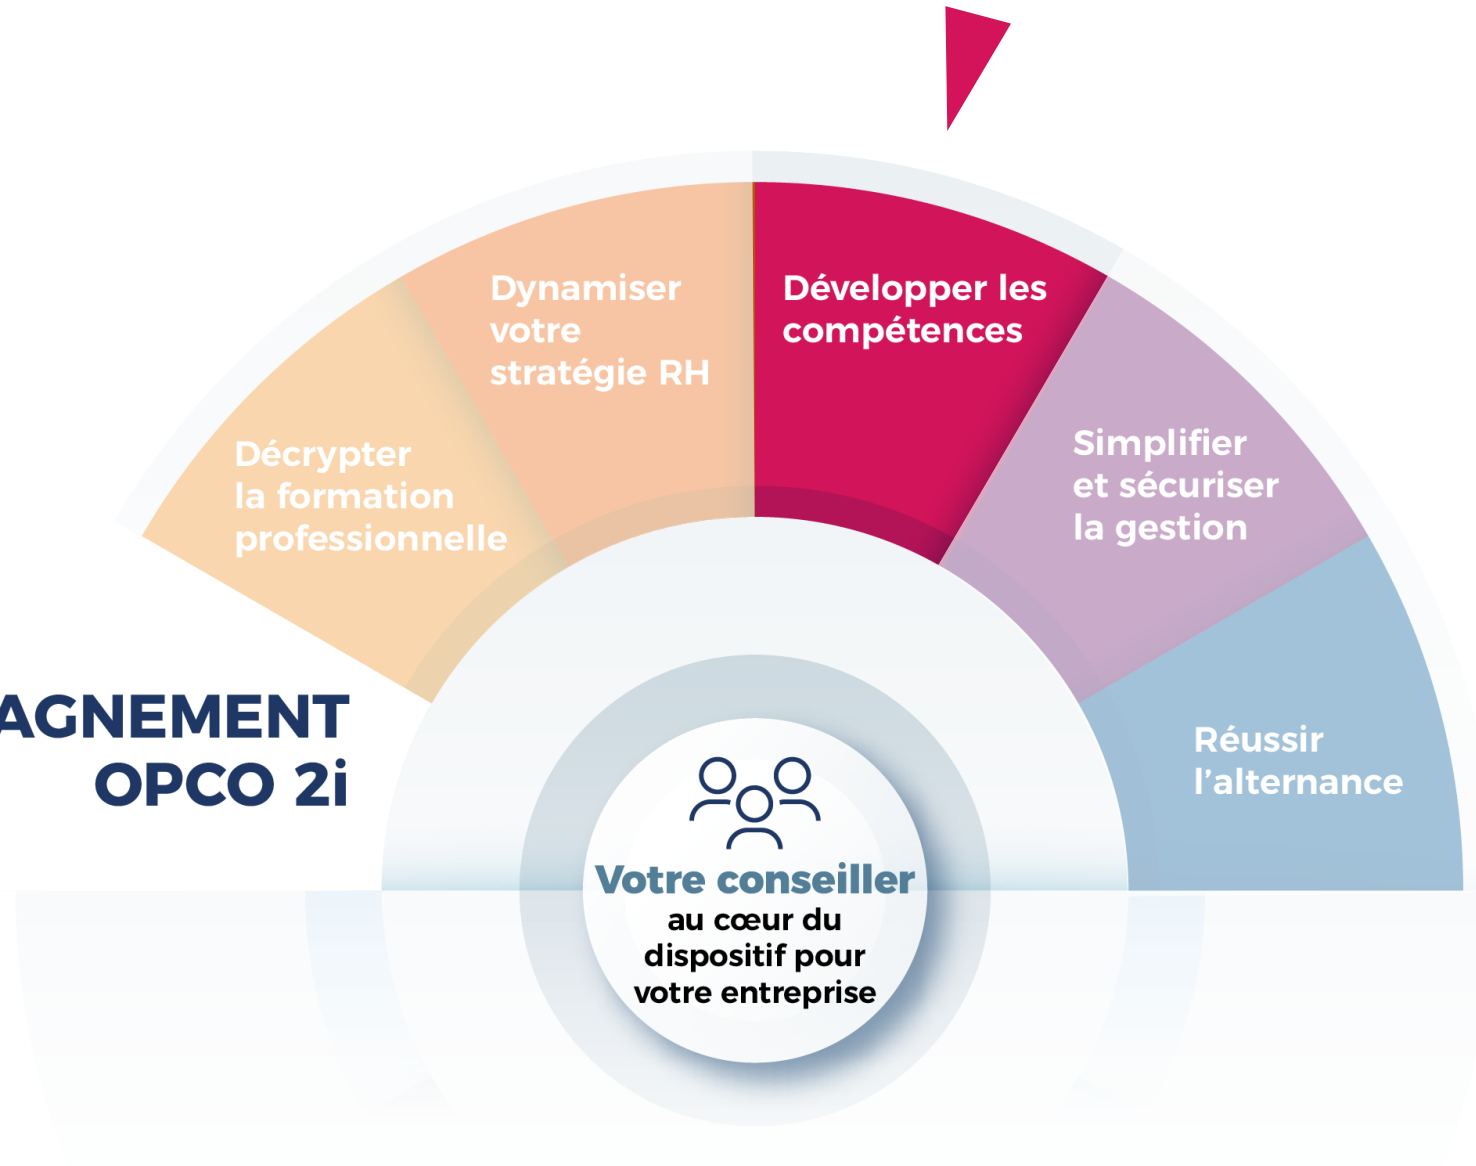 Dynamiser
votre
stratégie RH
Développer les
compétences
Décrypter
la formation
professionnelle
Simplifier
et sécuriser
la gestion
AGNEMENT
OPCO 2i
Réussir
l'alternance
Votre conseiller
au cœur du
dispositif pour
votre entreprise